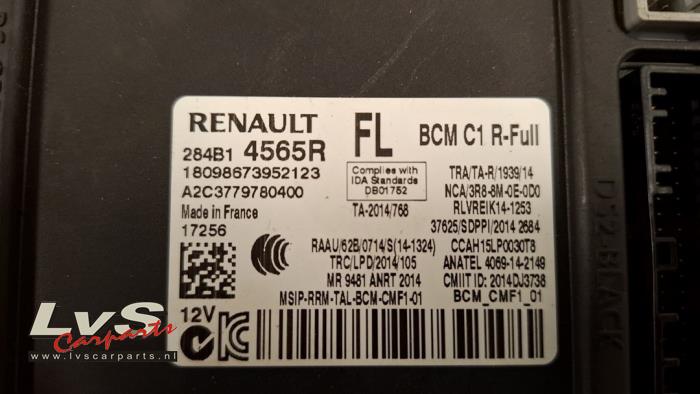 RENAULT
FL
BCM C1 R-Full
284B1 4565R
18098673952123
A2C3779780400
Made in France
17256
Complies with
IDA Standards
DB01752
TA-2014/768
TRA/TA-R/1939/14
NCA/3R8-8M-0E-0D0
RLVREIK14-1253
37625/SDPPI/2014 2684
RAAU/62B/0714/S(14-1324)
CCAH15LP0030T8
TRC/LPD/2014/105
ANATEL 4069-14-2149
MR 9481 ANRT 2014
CMIIT ID: 2014DJ3738
MSIP-RRM-TAL-BCM-CMF1-01
BCM_CMF1_01
12V
LvS
Carparts
www.lvscarparts.nl